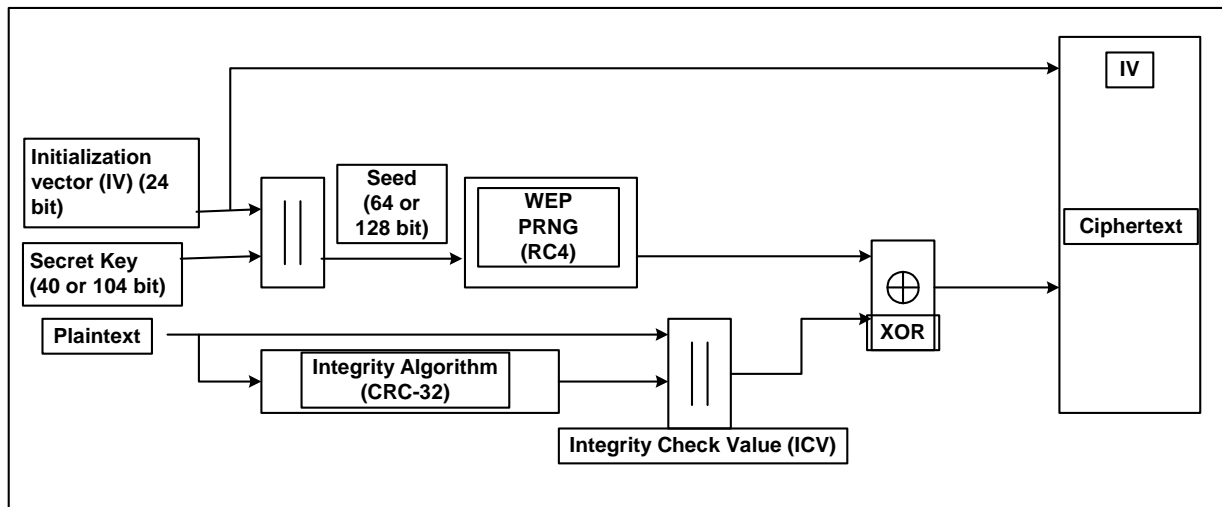 IV
Initialization
vector (IV) (24
bit)
Seed
(64 or
128 bit)
WEP
PRNG
(RC4)
Ciphertext
Secret Key
(40 or 104 bit)
Plaintext
XOR
Integrity Algorithm
(CRC-32)
Integrity Check Value (ICV)